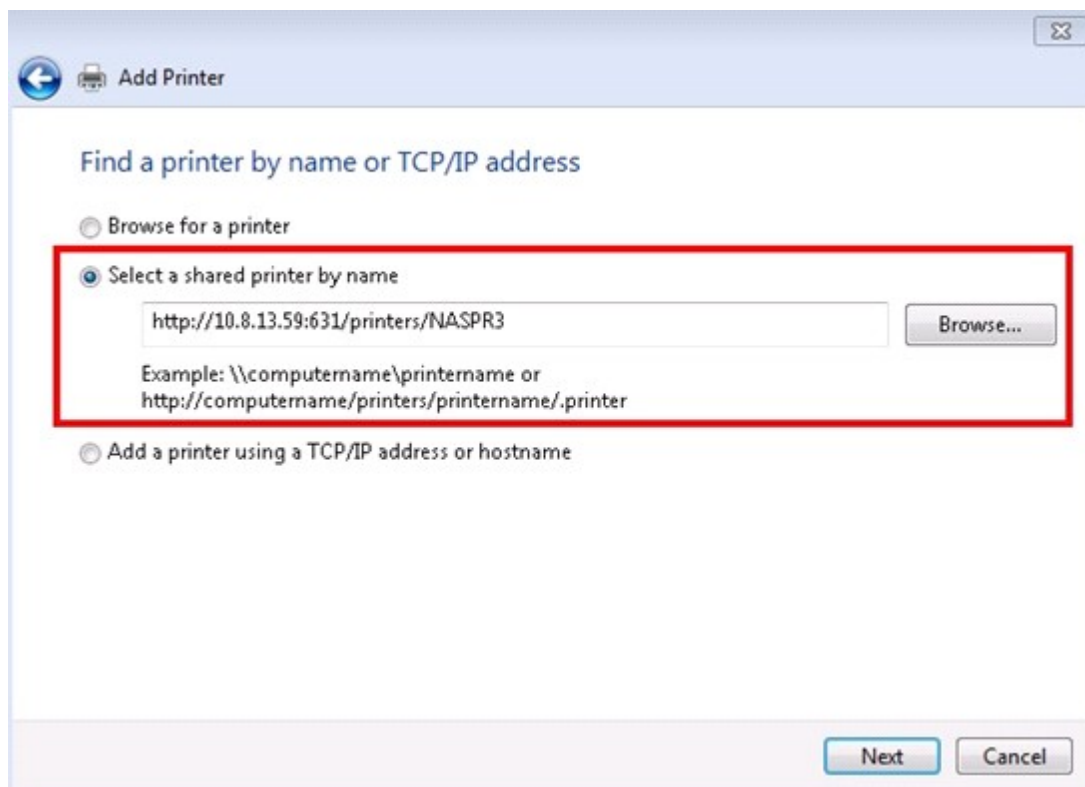 Add Printer
Find a printer by name or TCP/IP address
Browse for a printer
Select a shared printer by name
http://10.8.13.59:631/printers/NASPR3
Browse...
Example: \\computername\printername or
http://computername/printers/printername/.printer
Add a printer using a TCP/IP address or hostname
Next
Cancel